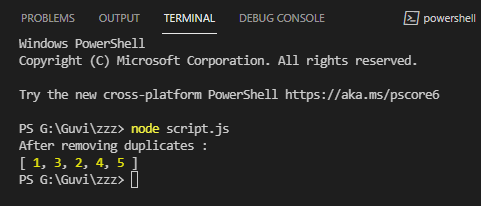 PROBLEMS OUTPUT TERMINAL DEBUG CONSOLE powershell
Windows PowerShell
Copyright (C) Microsoft Corporation. All rights reserved.
Try the new cross-platform PowerShell https://aka.ms/pscore6
PS G:\Guvi\zzz> node script.js
After removing duplicates :
[ 1, 3, 2, 4, 5 ]
PS G:\Guvi\zzz>